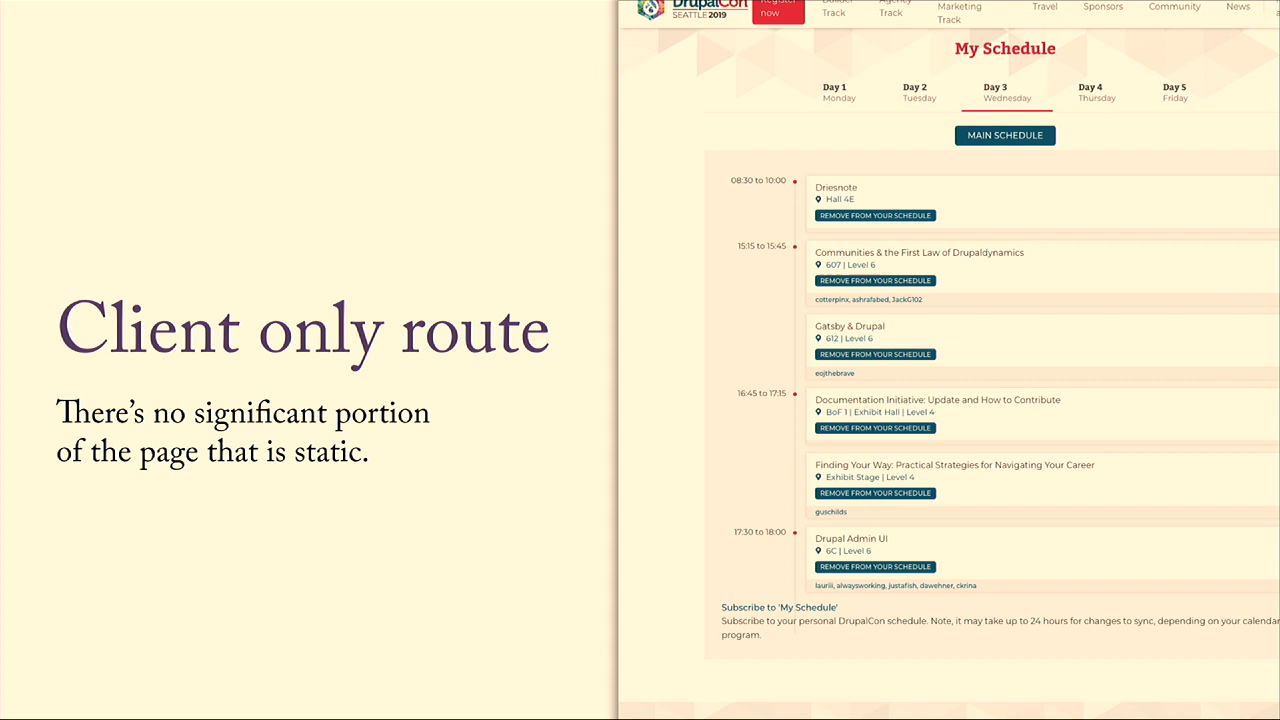 Client only route
There's no significant portion
of the page that is static.
DrupalCon
SEATTLE 2019
Register
now
Builder
Track
Agency
Track
Marketing
Track
Travel
Sponsors
Community
News
My Schedule
Day 1
Monday
Day 2
Tuesday
Day 3
Wednesday
Day 4
Thursday
Day 5
Friday
MAIN SCHEDULE
08:30 to 10:00
Driesnote
Hall 4E
REMOVE FROM YOUR SCHEDULE
15:15 to 15:45
Communities & the First Law of Drupaldynamics
607 | Level 6
REMOVE FROM YOUR SCHEDULE
cotterpinx, ashrafabed, JackG102
Gatsby & Drupal
612 | Level 6
REMOVE FROM YOUR SCHEDULE
eojthebrave
16:45 to 17:15
Documentation Initiative: Update and How to Contribute
BoF 1 | Exhibit Hall | Level 4
REMOVE FROM YOUR SCHEDULE
Finding Your Way: Practical Strategies for Navigating Your Career
Exhibit Stage | Level 4
REMOVE FROM YOUR SCHEDULE
guschilds
17:30 to 18:00
Drupal Admin UI
6C | Level 6
REMOVE FROM YOUR SCHEDULE
lauriii, alwaysworking, justafish, dawehner, ckrina
Subscribe to 'My Schedule'
Subscribe to your personal DrupalCon schedule. Note, it may take up to 24 hours for changes to sync, depending on your calendar
program.